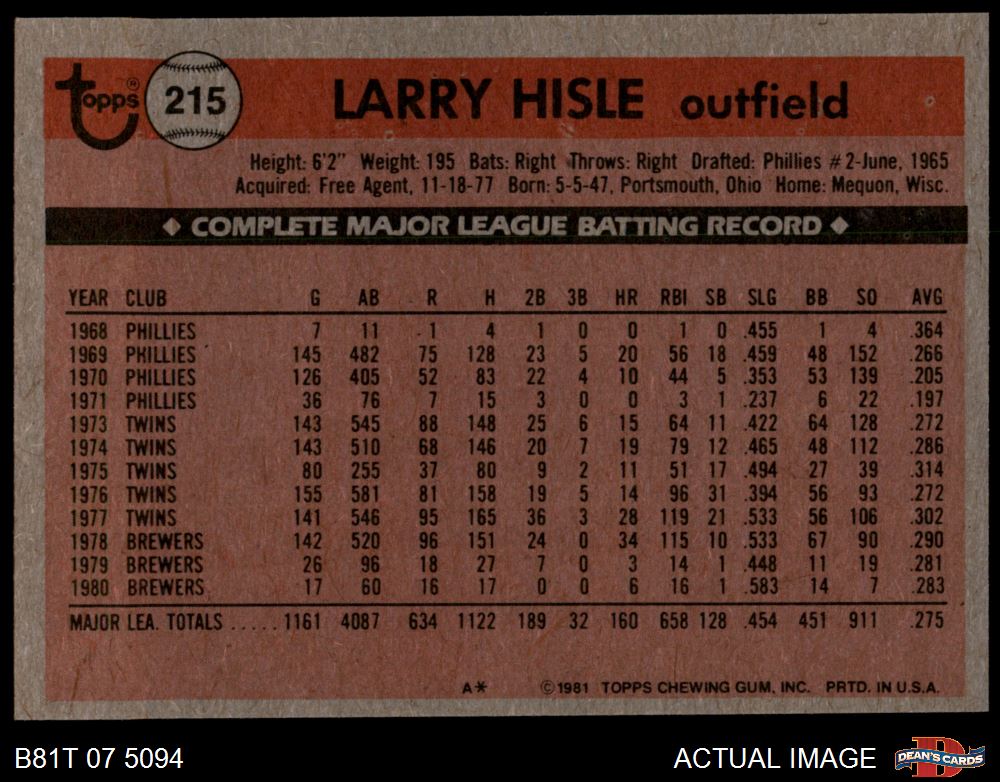 Topps® 215 LARRY HISLE outfield
Height: 6'2" Weight: 195 Bats: Right Throws: Right Drafted: Phillies #2-June, 1965
Acquired: Free Agent, 11-18-77 Born: 5-5-47, Portsmouth, Ohio Home: Mequon, Wisc.
◆ COMPLETE MAJOR LEAGUE BATTING RECORD ◆
YEAR CLUB G AB R H 2B 3B HR RBI SB SLG BB SO AVG
1968 PHILLIES 7 11 1 4 1 0 0 1 0 .455 1 4 .364
1969 PHILLIES 145 482 75 128 23 5 20 56 18 .459 48 152 .266
1970 PHILLIES 126 405 52 83 22 4 10 44 5 .353 53 139 .205
1971 PHILLIES 36 76 7 15 3 0 0 3 1 .237 6 22 .197
1973 TWINS 143 545 88 148 25 6 15 64 11 .422 64 128 .272
1974 TWINS 143 510 68 146 20 7 19 79 12 .465 48 112 .286
1975 TWINS 80 255 37 80 9 2 11 51 17 .494 27 39 .314
1976 TWINS 155 581 81 158 19 5 14 96 31 .394 56 93 .272
1977 TWINS 141 546 95 165 36 3 28 119 21 .533 56 106 .302
1978 BREWERS 142 520 96 151 24 0 34 115 10 .533 67 90 .290
1979 BREWERS 26 96 18 27 7 0 3 14 1 .448 11 19 .281
1980 BREWERS 17 60 16 17 0 0 6 16 1 .583 14 7 .283
MAJOR LEA. TOTALS ..... 1161 4087 634 1122 189 32 160 658 128 .454 451 911 .275
A* ©1981 TOPPS CHEWING GUM, INC. PRTD. IN U.S.A.
B81T 07 5094 ACTUAL IMAGE D DEAN'S CARDS